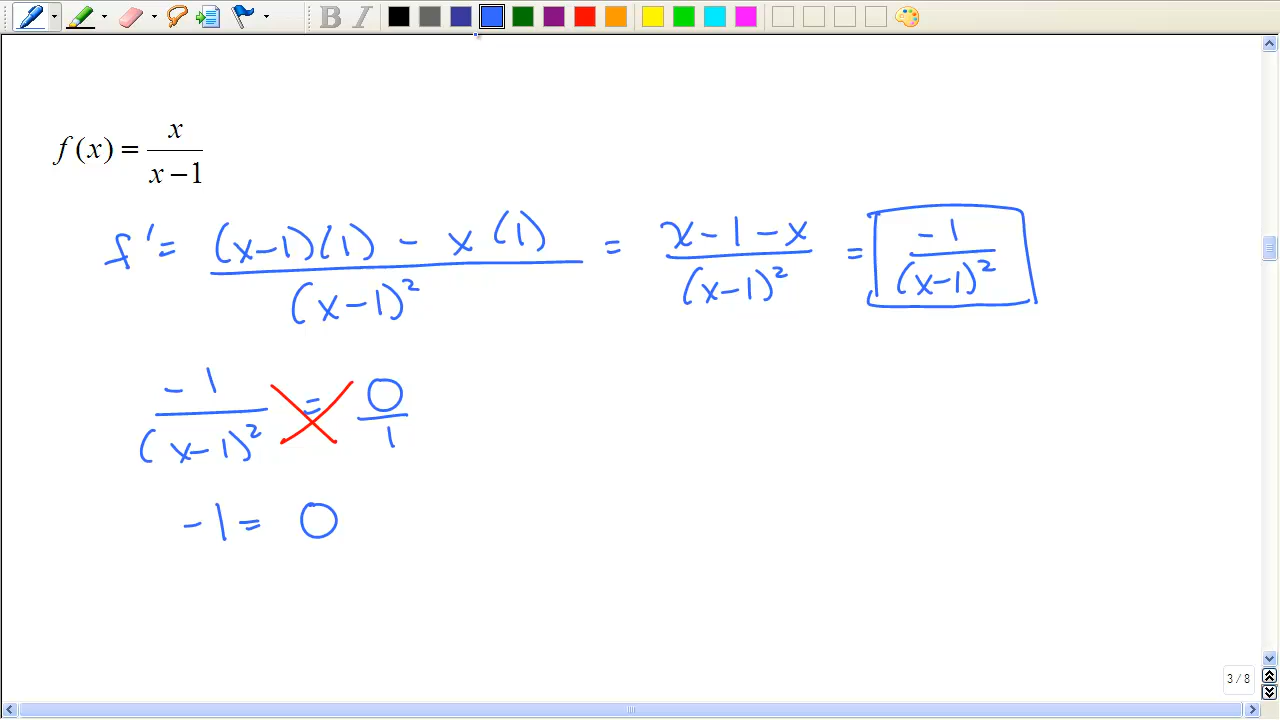 B I
f(x) = x/(x−1)
f' = ((x−1)(1) − x(1))/(x−1)² = (x−1−x)/(x−1)² = −1/(x−1)²
−1/(x−1)² = 0/1
−1 = 0
3 / 8